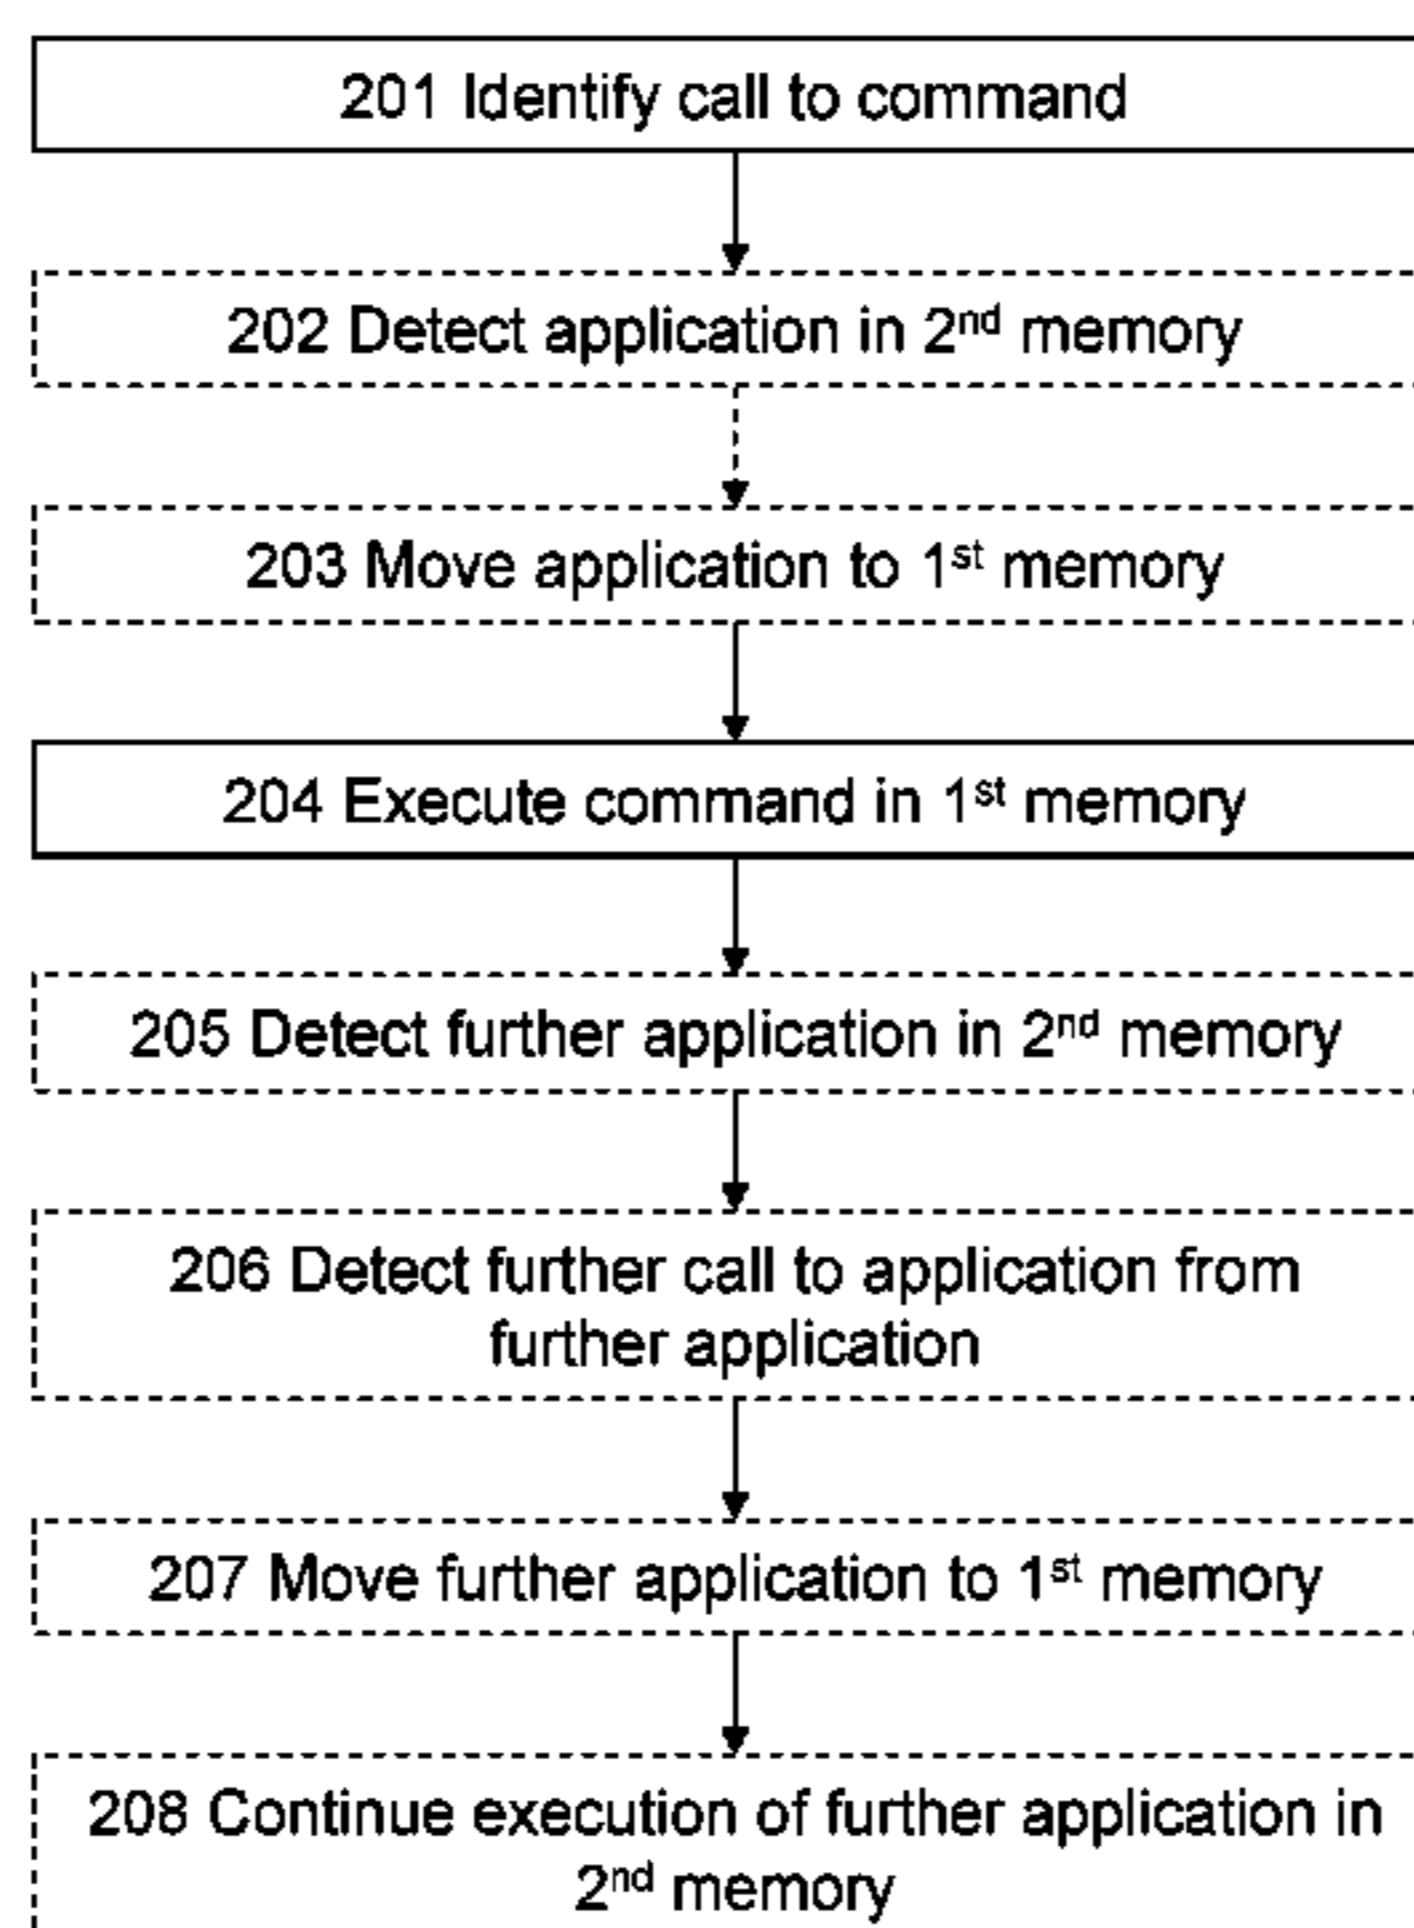 201 Identify call to command
202 Detect application in 2nd memory
203 Move application to 1st memory
204 Execute command in 1st memory
205 Detect further application in 2nd memory
206 Detect further call to application from
further application
207 Move further application to 1st memory
208 Continue execution of further application in
2nd memory